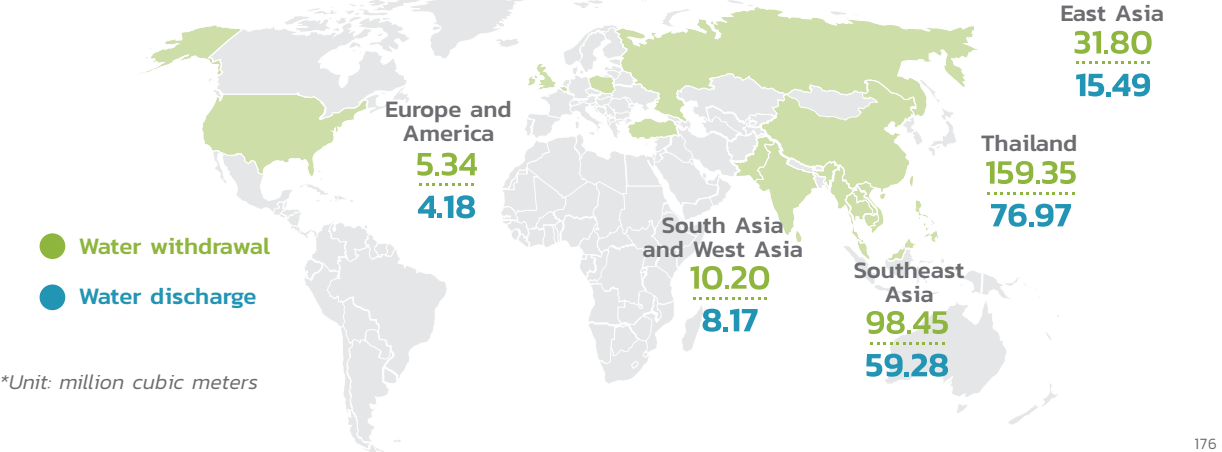 East Asia
31.80
15.49
Europe and
America
5.34
4.18
Thailand
159.35
76.97
South Asia
and West Asia
10.20
8.17
Water withdrawal
Water discharge
Southeast
Asia
98.45
59.28
*Unit: million cubic meters
176